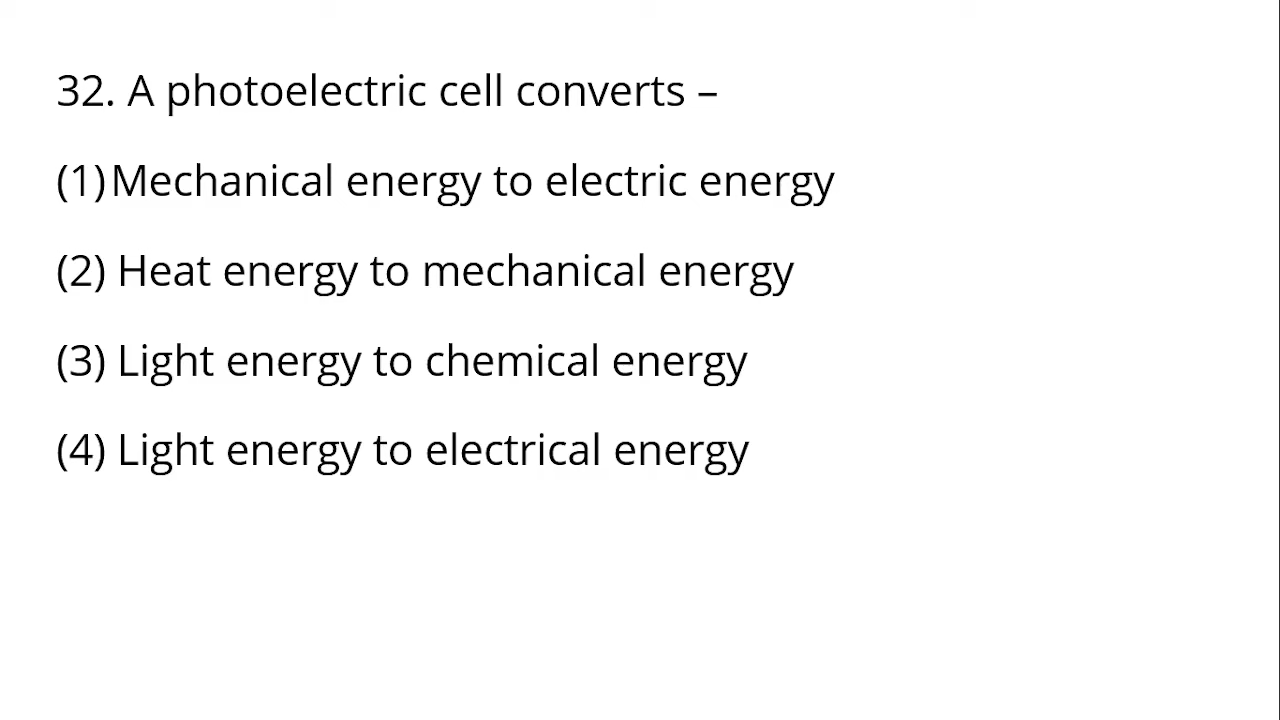 32. A photoelectric cell converts –
(1) Mechanical energy to electric energy
(2) Heat energy to mechanical energy
(3) Light energy to chemical energy
(4) Light energy to electrical energy